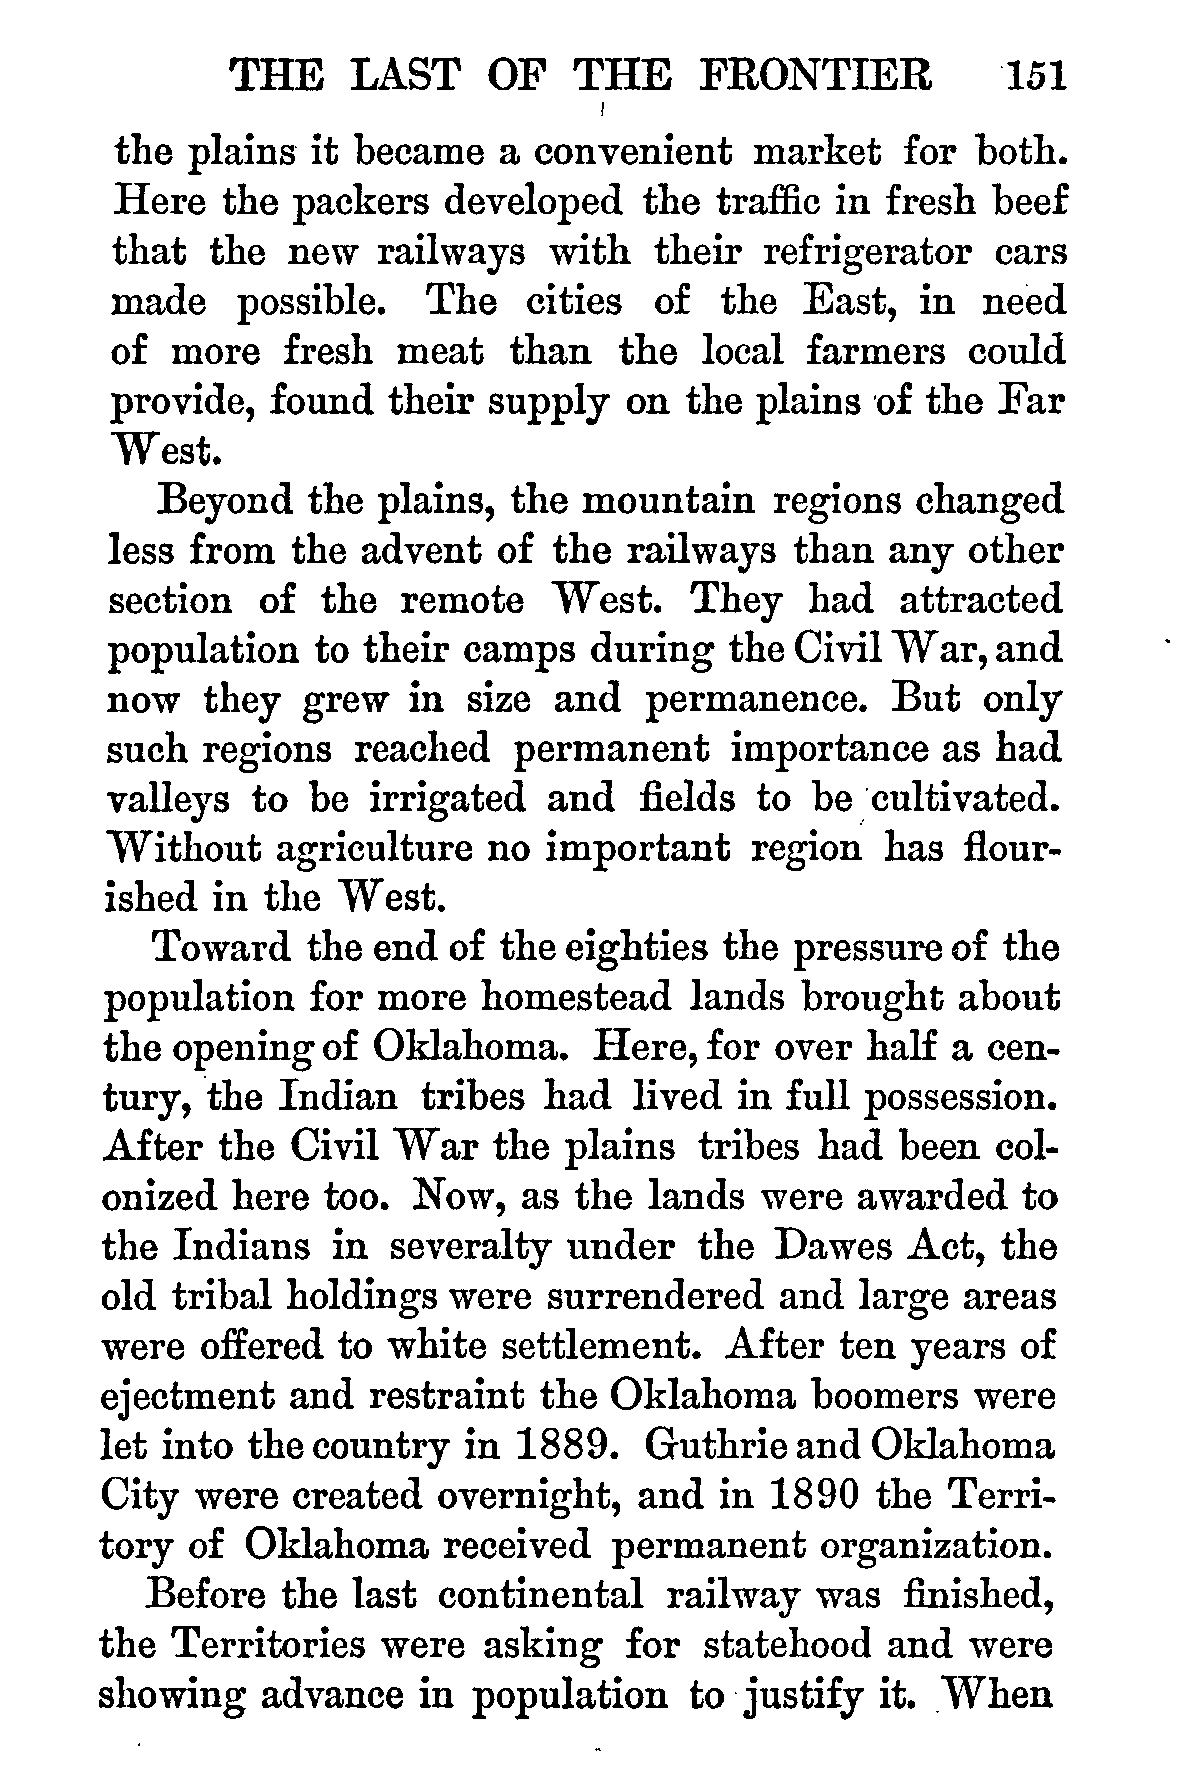 THE LAST OF THE FRONTIER 151
the plains it became a convenient market for both.
Here the packers developed the traffic in fresh beef
that the new railways with their refrigerator cars
made possible. The cities of the East, in need
of more fresh meat than the local farmers could
provide, found their supply on the plains of the Far
West.
Beyond the plains, the mountain regions changed
less from the advent of the railways than any other
section of the remote West. They had attracted
population to their camps during the Civil War, and
now they grew in size and permanence. But only
such regions reached permanent importance as had
valleys to be irrigated and fields to be cultivated.
Without agriculture no important region has flour-
ished in the West.
Toward the end of the eighties the pressure of the
population for more homestead lands brought about
the opening of Oklahoma. Here, for over half a cen-
tury, the Indian tribes had lived in full possession.
After the Civil War the plains tribes had been col-
onized here too. Now, as the lands were awarded to
the Indians in severalty under the Dawes Act, the
old tribal holdings were surrendered and large areas
were offered to white settlement. After ten years of
ejectment and restraint the Oklahoma boomers were
let into the country in 1889. Guthrie and Oklahoma
City were created overnight, and in 1890 the Terri-
tory of Oklahoma received permanent organization.
Before the last continental railway was finished,
the Territories were asking for statehood and were
showing advance in population to justify it. When